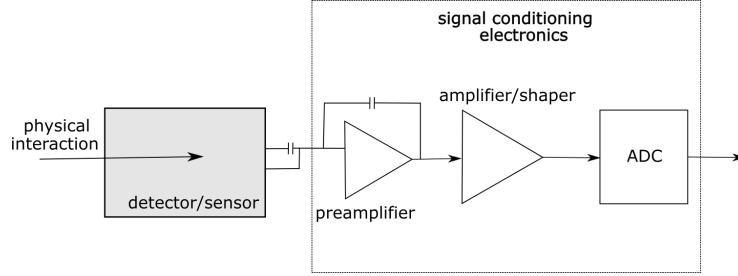 signal conditioning
electronics
amplifier/shaper
physical
interaction
ADC
detector/sensor
preamplifier